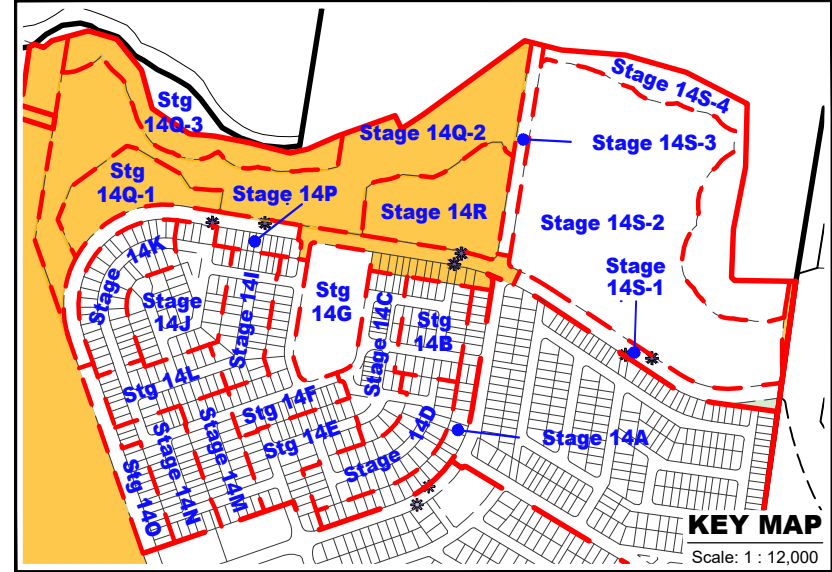 Stage 14S-4
Stg
14Q-3
Stage 14Q-2
Stage 14S-3
Stg
14Q-1
Stage 14P
Stage 14R
Stage 14S-2
Stage 14K
Stage
14J
Stage 14I
Stg
14G
Stage 14C
Stg
14B
Stage
14S-1
Stg 14L
Stg 14F
Stg 14E
Stage 14D
Stage 14A
Stg 14O
Stage 14N
Stage 14M
KEY MAP
Scale: 1 : 12,000